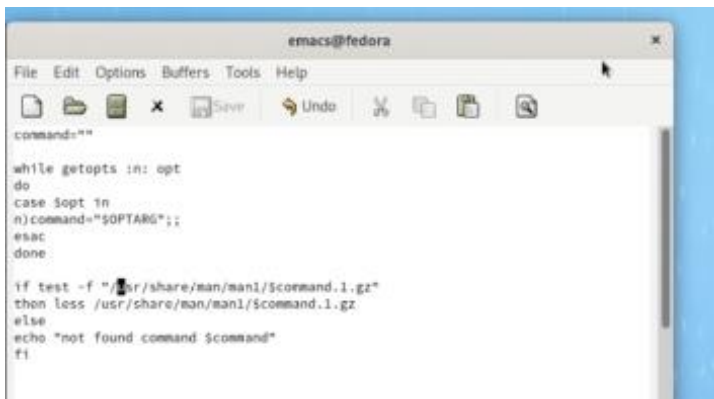 emacs@fedora
File Edit Options Buffers Tools Help
Save Undo
command=""
while getopts :n: opt
do
case $opt in
n)command="$OPTARG";;
esac
done
if test -f "/usr/share/man/man1/$command.1.gz"
then less /usr/share/man/man1/$command.1.gz
else
echo "not found command $command"
fi